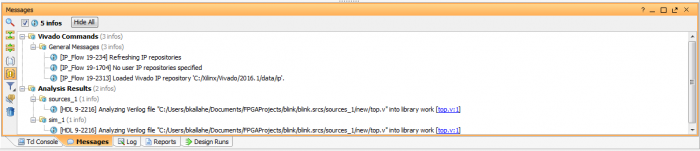 Messages
5 infos Hide All
Vivado Commands (3 infos)
General Messages (3 infos)
[IP_Flow 19-234] Refreshing IP repositories
[IP_Flow 19-1704] No user IP repositories specified
[IP_Flow 19-2313] Loaded Vivado IP repository 'C:/Xilinx/Vivado/2016.1/data/ip'.
Analysis Results (2 infos)
sources_1 (1 info)
[HDL 9-2216] Analyzing Verilog file "C:/Users/bkallahe/Documents/FPGAProjects/blink/blink.srcs/sources_1/new/top.v" into library work [top.v:1]
sim_1 (1 info)
[HDL 9-2216] Analyzing Verilog file "C:/Users/bkallahe/Documents/FPGAProjects/blink/blink.srcs/sources_1/new/top.v" into library work [top.v:1]
Tcl Console Messages Log Reports Design Runs